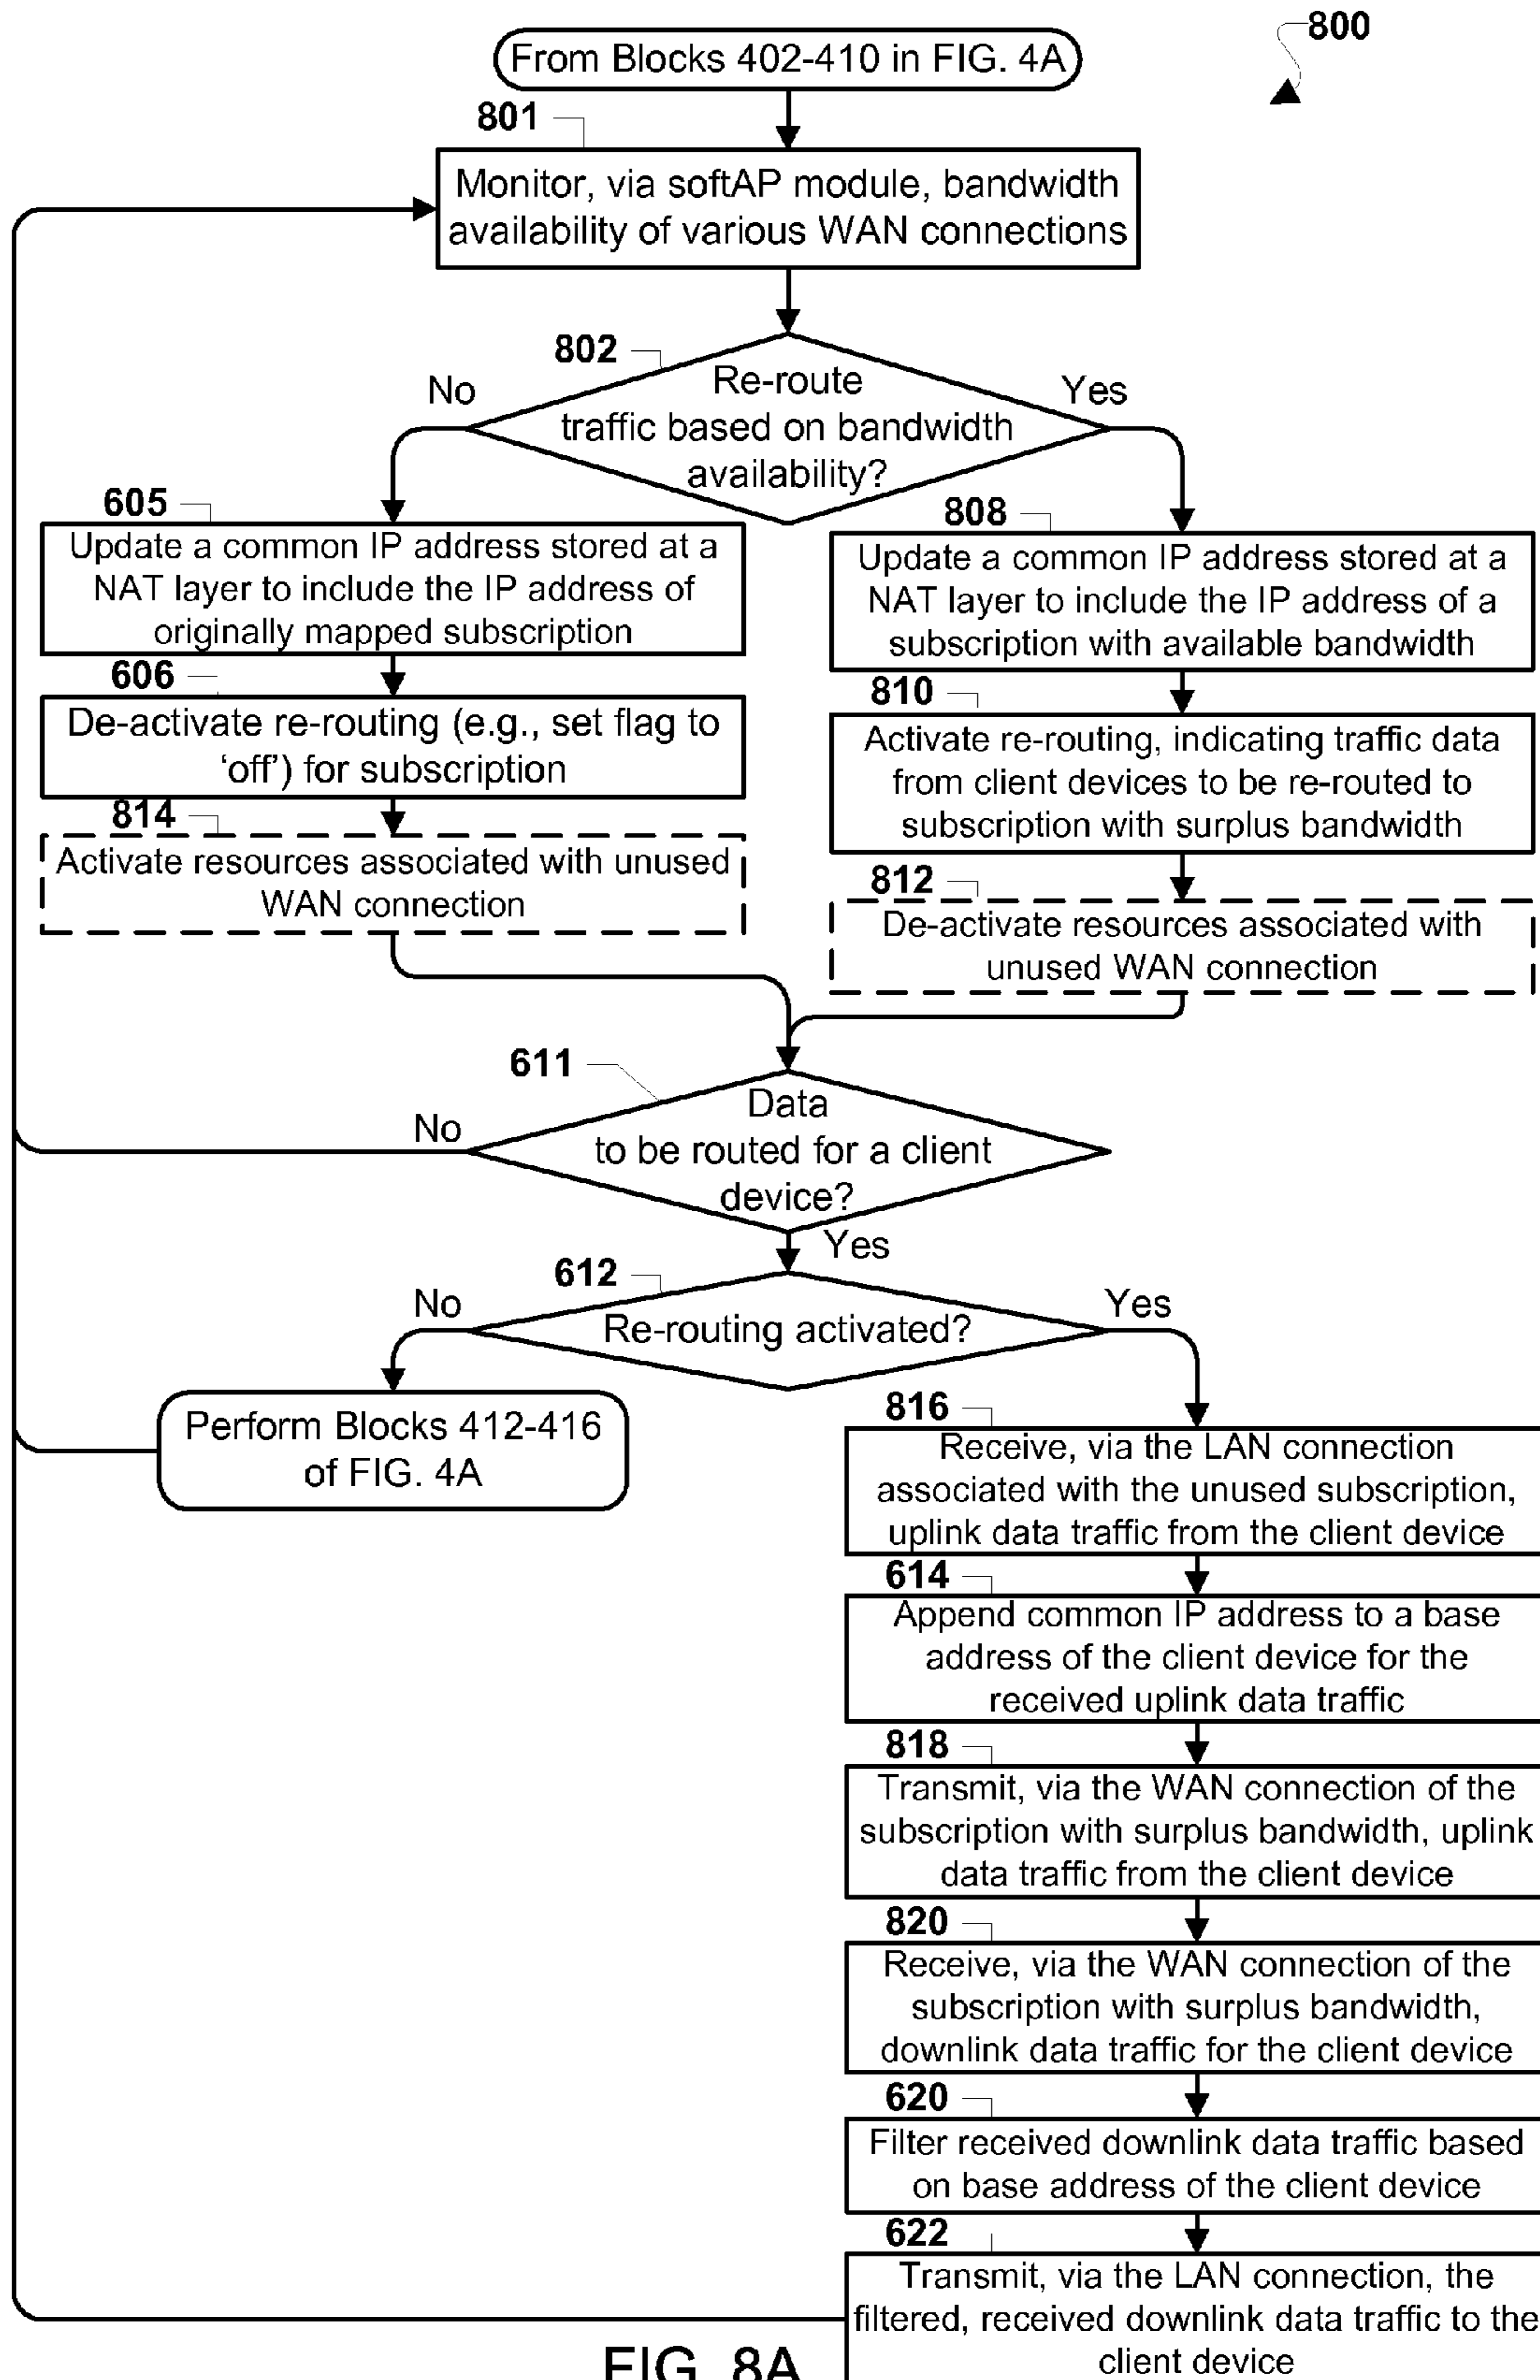 800
From Blocks 402-410 in FIG. 4A
801
Monitor, via softAP module, bandwidth
availability of various WAN connections
802
Re-route
traffic based on bandwidth
availability?
No
Yes
605
Update a common IP address stored at a
NAT layer to include the IP address of
originally mapped subscription
606
De-activate re-routing (e.g., set flag to
‘off’) for subscription
814
Activate resources associated with unused
WAN connection
808
Update a common IP address stored at a
NAT layer to include the IP address of a
subscription with available bandwidth
810
Activate re-routing, indicating traffic data
from client devices to be re-routed to
subscription with surplus bandwidth
812
De-activate resources associated with
unused WAN connection
611
Data
to be routed for a client
device?
No
Yes
612
Re-routing activated?
No
Yes
Perform Blocks 412-416
of FIG. 4A
816
Receive, via the LAN connection
associated with the unused subscription,
uplink data traffic from the client device
614
Append common IP address to a base
address of the client device for the
received uplink data traffic
818
Transmit, via the WAN connection of the
subscription with surplus bandwidth, uplink
data traffic from the client device
820
Receive, via the WAN connection of the
subscription with surplus bandwidth,
downlink data traffic for the client device
620
Filter received downlink data traffic based
on base address of the client device
622
Transmit, via the LAN connection, the
filtered, received downlink data traffic to the
client device
FIG. 8A